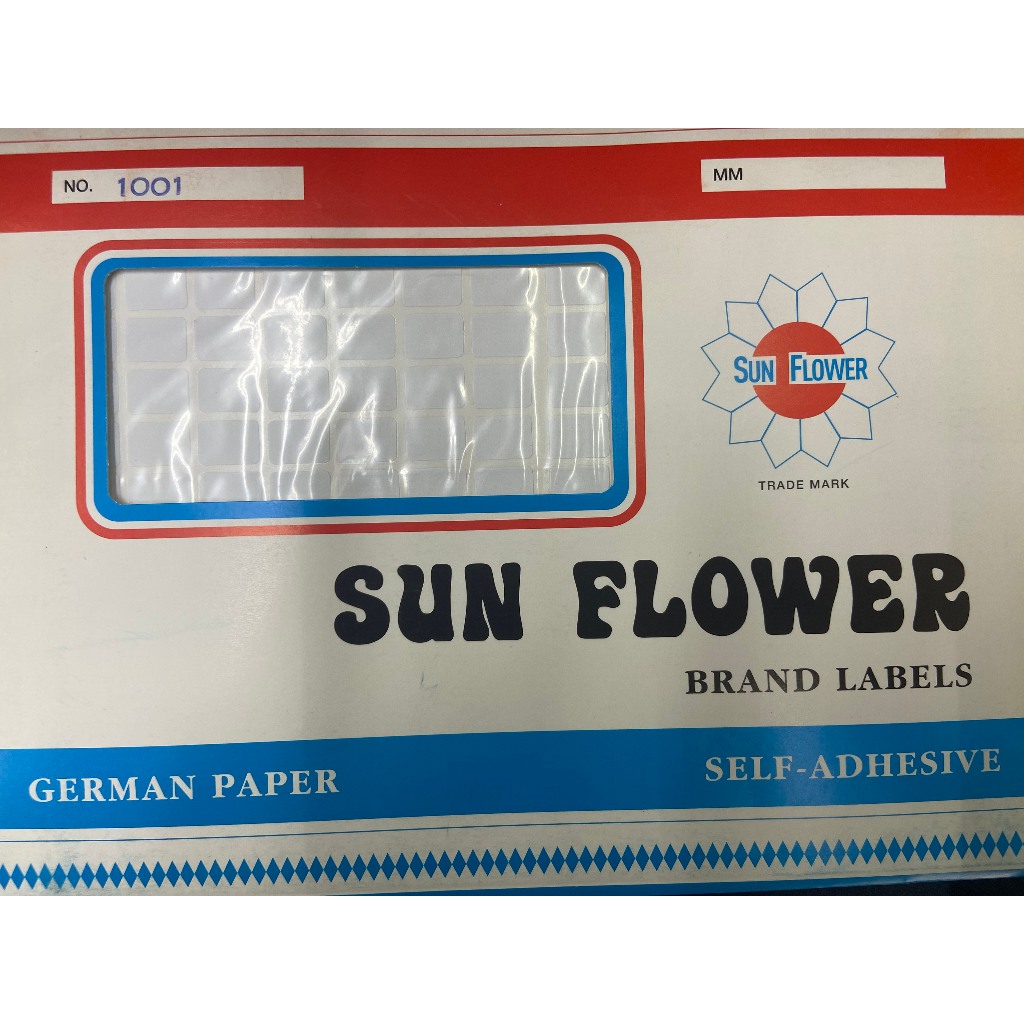 NO. 1001
MM
SUN FLOWER
TRADE MARK
SUN FLOWER
BRAND LABELS
GERMAN PAPER
SELF-ADHESIVE